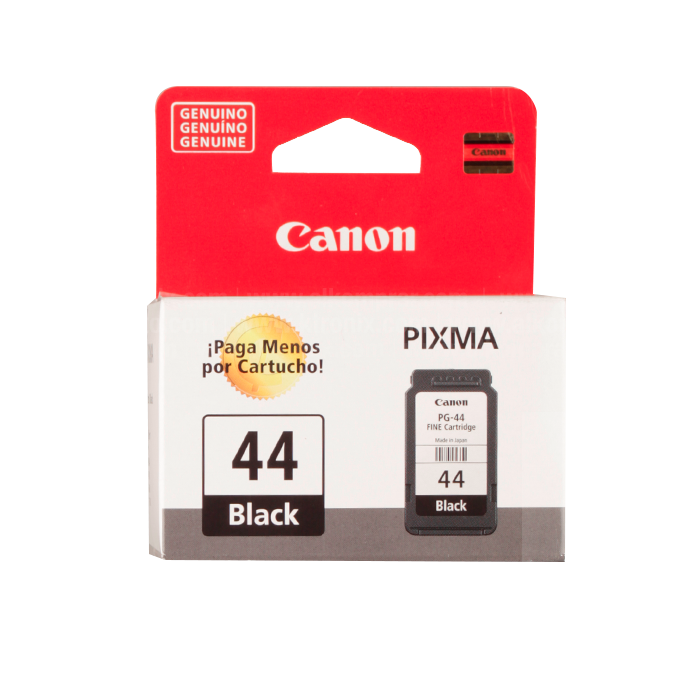 GENUINO
GENUÍNO
GENUINE
Canon
Canon
¡Paga Menos
por Cartucho!
PIXMA
44
Black
Canon
PG-44
FINE Cartridge
Made in Japan
44
Black